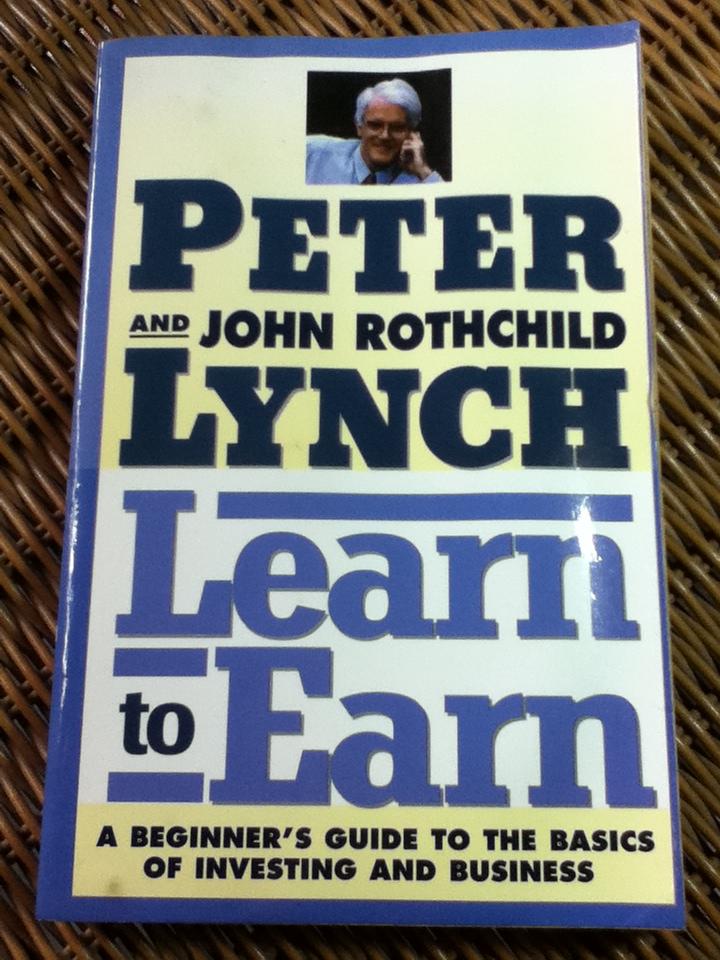 PETER
AND JOHN ROTHCHILD
LYNCH
Learn
to Earn
A BEGINNER'S GUIDE TO THE BASICS
OF INVESTING AND BUSINESS